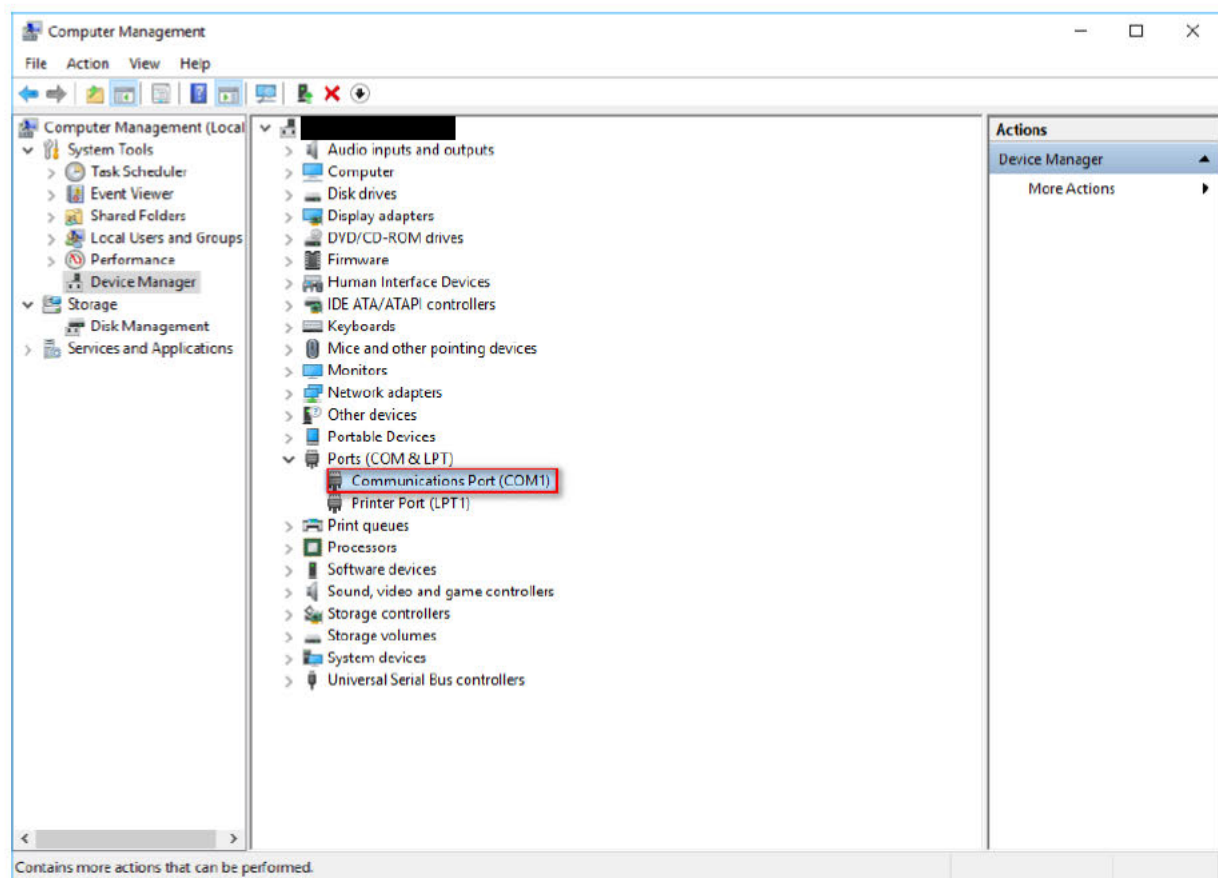 Computer Management
File Action View Help
Computer Management (Local
System Tools
Task Scheduler
Event Viewer
Shared Folders
Local Users and Groups
Performance
Device Manager
Storage
Disk Management
Services and Applications
Audio inputs and outputs
Computer
Disk drives
Display adapters
DVD/CD-ROM drives
Firmware
Human Interface Devices
IDE ATA/ATAPI controllers
Keyboards
Mice and other pointing devices
Monitors
Network adapters
Other devices
Portable Devices
Ports (COM & LPT)
Communications Port (COM1)
Printer Port (LPT1)
Print queues
Processors
Software devices
Sound, video and game controllers
Storage controllers
Storage volumes
System devices
Universal Serial Bus controllers
Actions
Device Manager
More Actions
Contains more actions that can be performed.